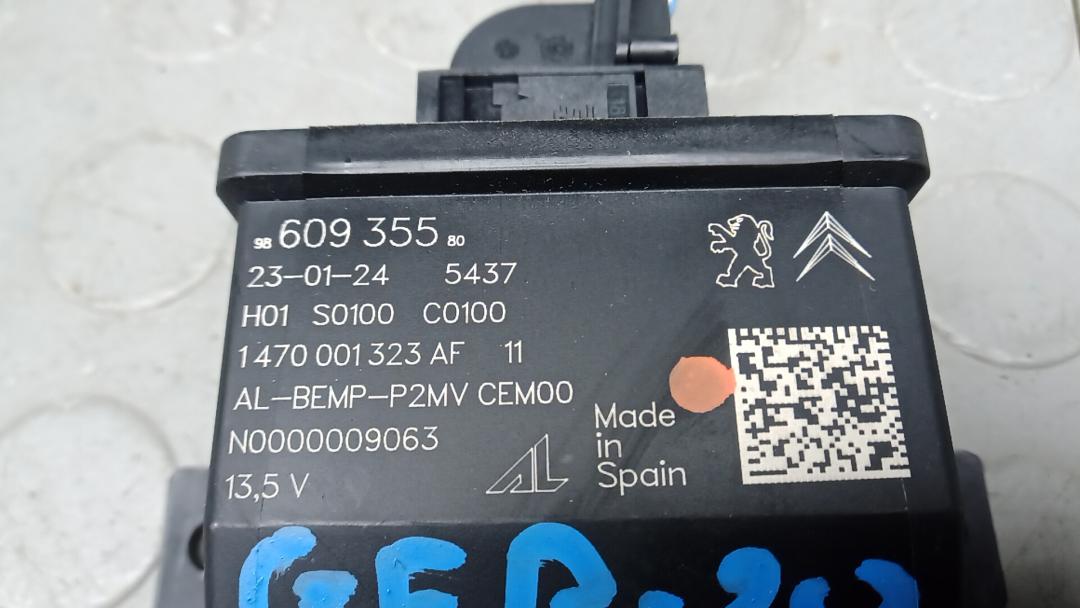 98 609 355 80
23-01-24 5437
H01 S0100 C0100
1 470 001 323 AF 11
AL-BEMP-P2MV CEM00
N0000009063
13,5 V
AL
Made
in
Spain